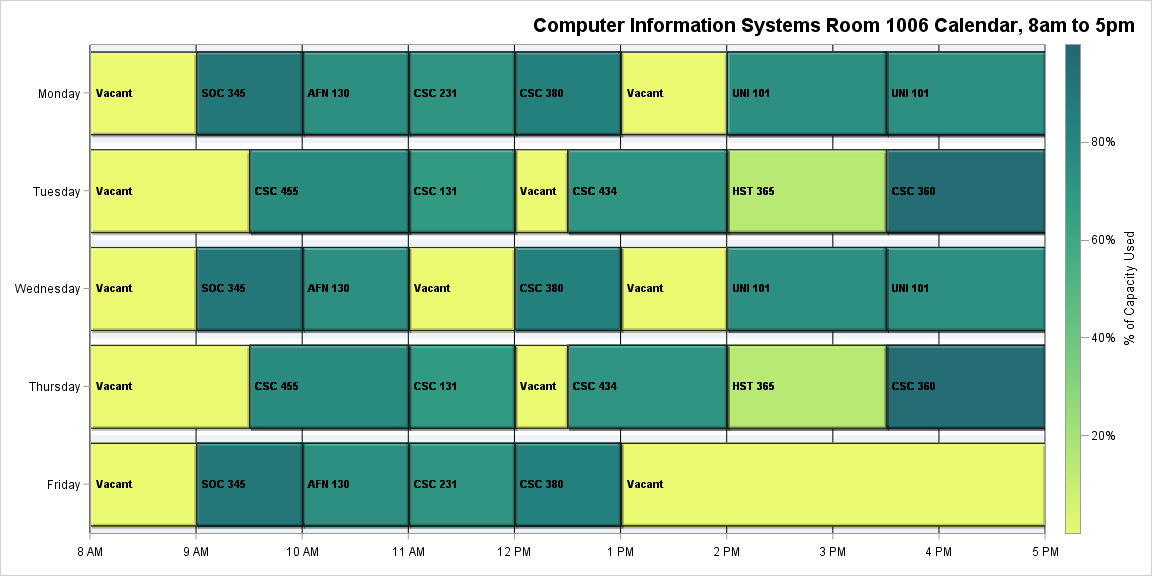 Computer Information Systems Room 1006 Calendar, 8am to 5pm
Monday
Vacant
SOC 345
AFN 130
CSC 231
CSC 380
Vacant
UNI 101
UNI 101
Tuesday
Vacant
CSC 455
CSC 131
Vacant
CSC 434
HST 365
CSC 360
Wednesday
Vacant
SOC 345
AFN 130
Vacant
CSC 380
Vacant
UNI 101
UNI 101
Thursday
Vacant
CSC 455
CSC 131
Vacant
CSC 434
HST 365
CSC 360
Friday
Vacant
SOC 345
AFN 130
CSC 231
CSC 380
Vacant
8 AM
9 AM
10 AM
11 AM
12 PM
1 PM
2 PM
3 PM
4 PM
5 PM
80%
60%
40%
20%
% of Capacity Used